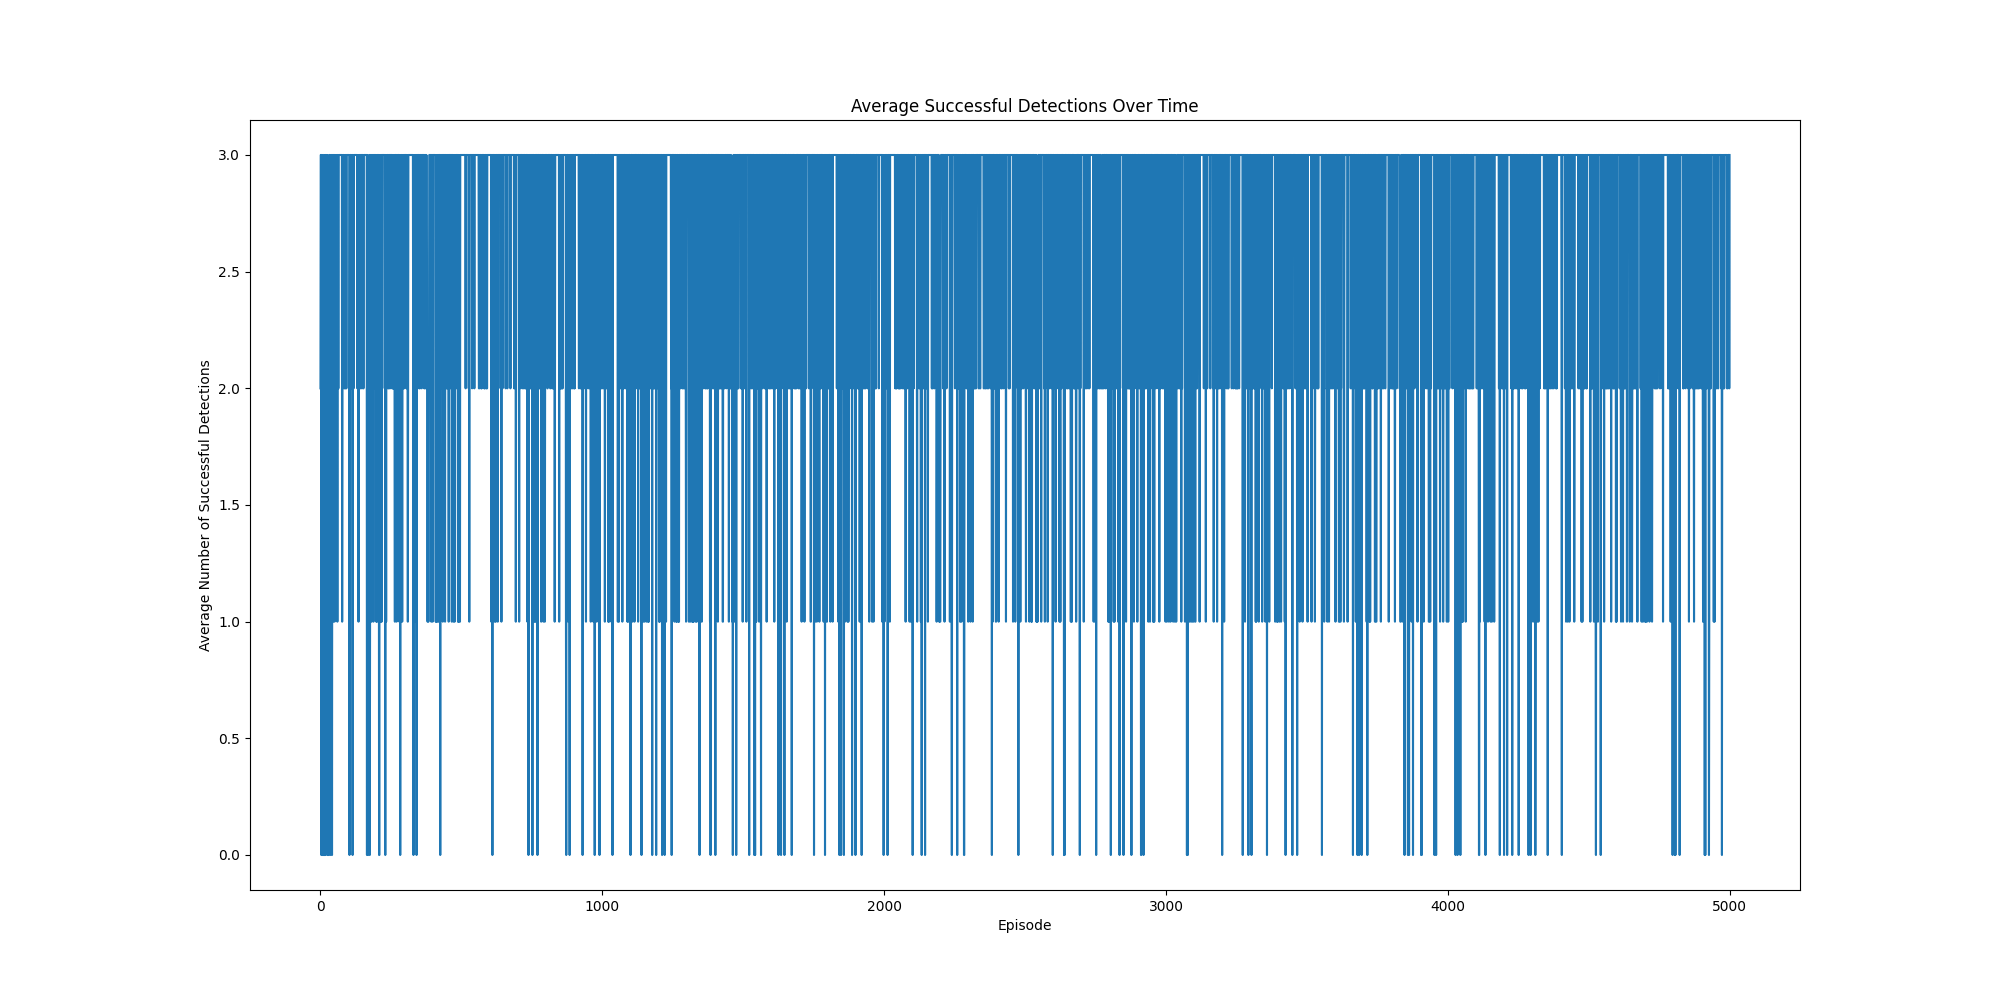 Average Successful Detections Over Time
3.0
2.5
2.0
1.5
1.0
0.5
0.0
Average Number of Successful Detections
0 1000 2000 3000 4000 5000
Episode